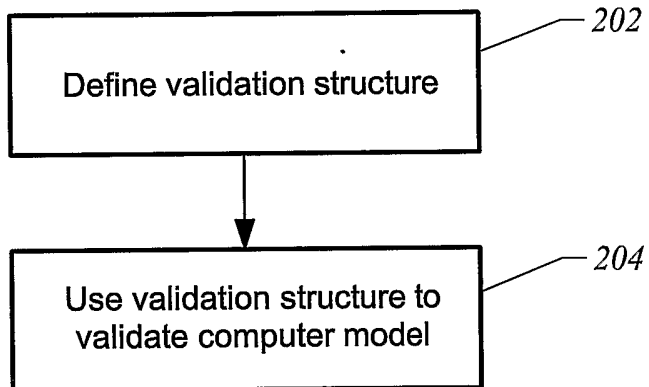 202
Define validation structure
204
Use validation structure to
validate computer model